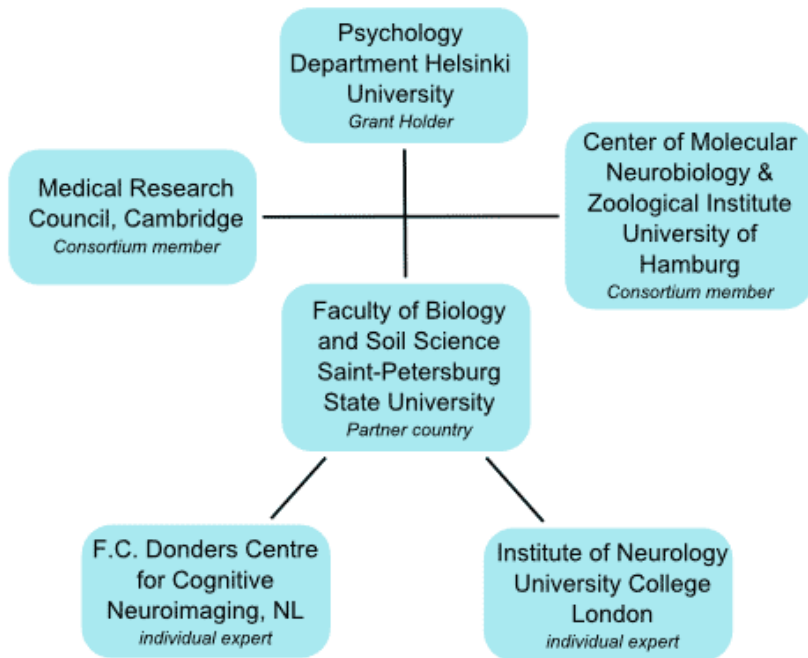 Psychology
Department Helsinki
University
Grant Holder
Medical Research
Council, Cambridge
Consortium member
Center of Molecular
Neurobiology &
Zoological Institute
University of
Hamburg
Consortium member
Faculty of Biology
and Soil Science
Saint-Petersburg
State University
Partner country
F.C. Donders Centre
for Cognitive
Neuroimaging, NL
individual expert
Institute of Neurology
University College
London
individual expert